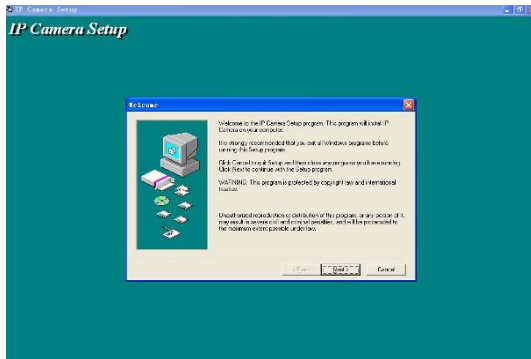 IP Camera Setup
IP Camera Setup
Welcome
Welcome to the IP Camera Setup program. This program will install IP
Camera on your computer.
It is strongly recommended that you exit all Windows programs before
running this Setup program.
Click Cancel to quit Setup and then close any programs you have running.
Click Next to continue with the Setup program.
WARNING: This program is protected by copyright law and international
treaties.
Unauthorized reproduction or distribution of this program, or any portion of it,
may result in severe civil and criminal penalties, and will be prosecuted to
the maximum extent possible under law.
Next >
Cancel